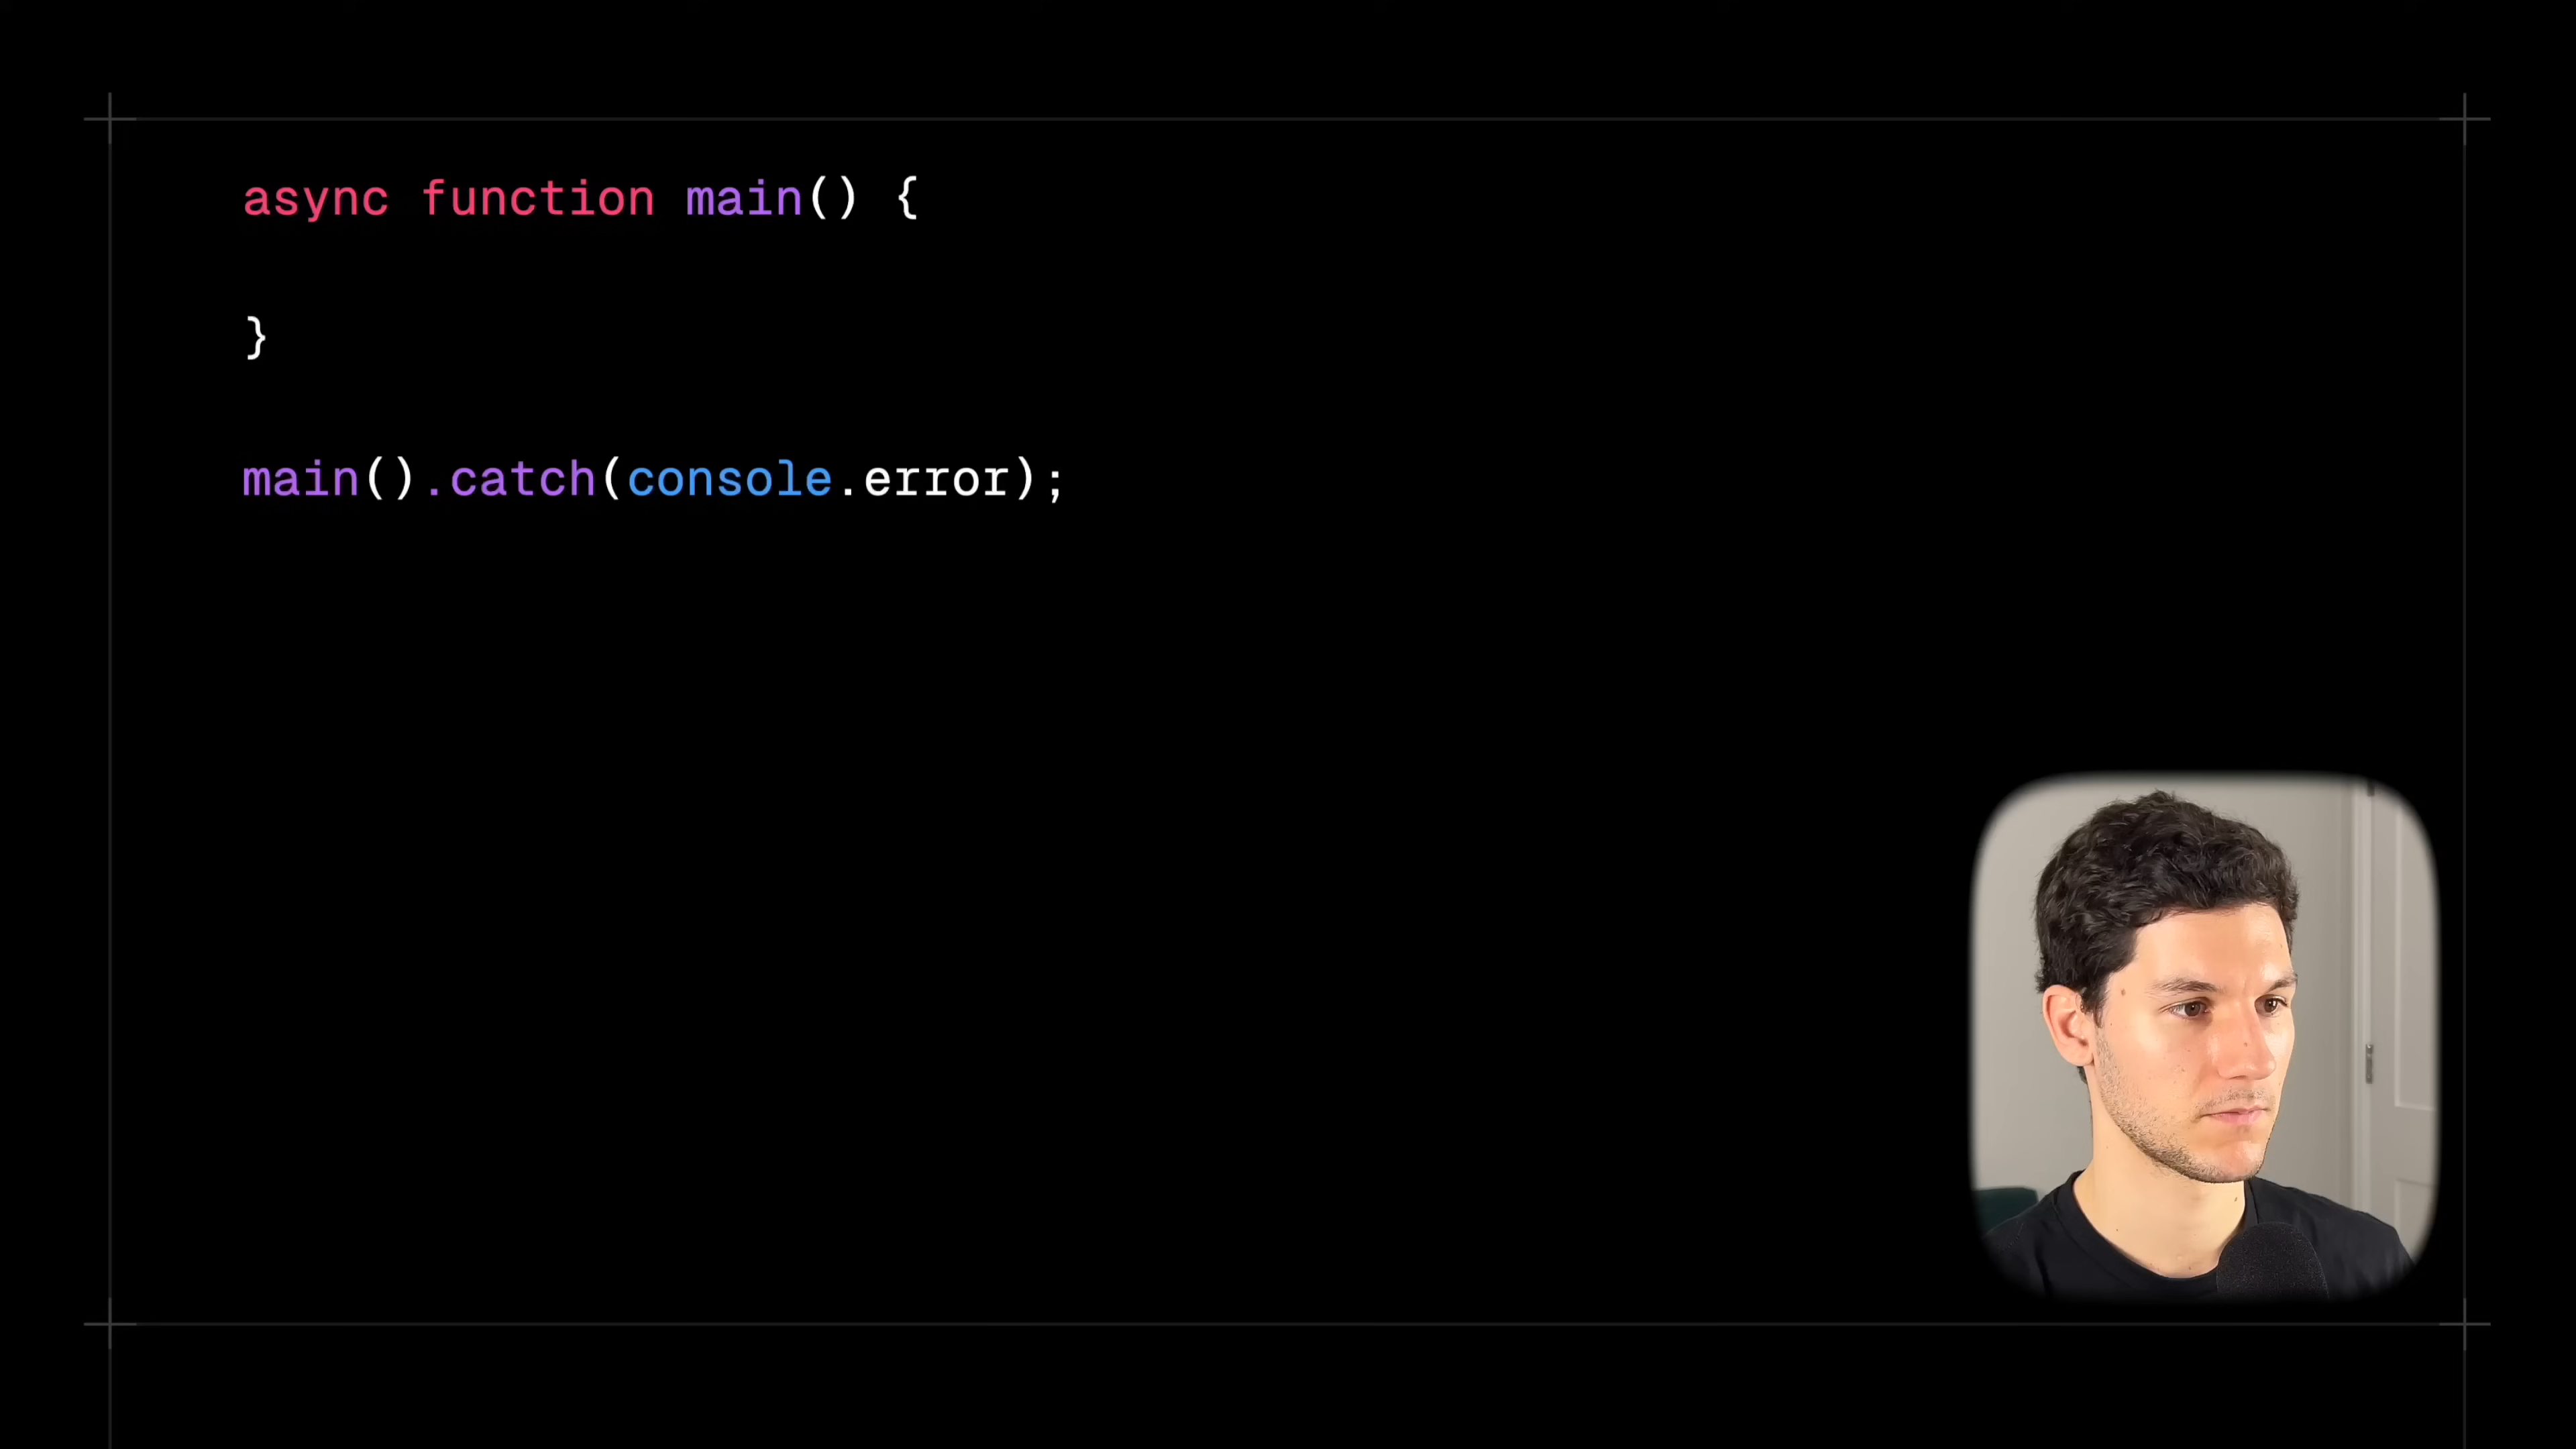 async function main() {
}
main().catch(console.error);